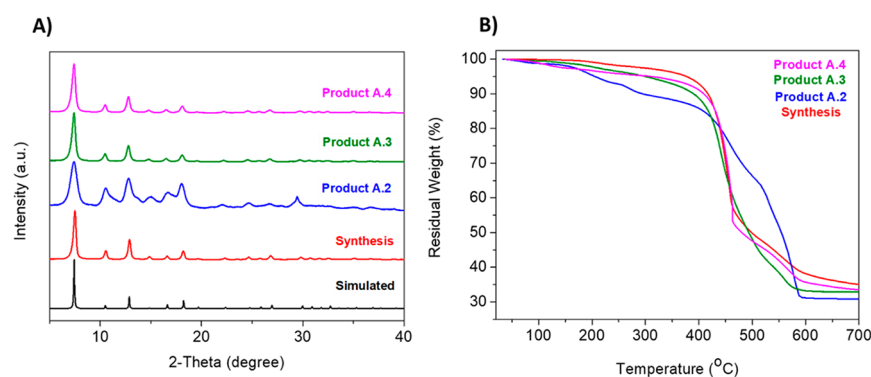 A)
Product A.4
Product A.3
Product A.2
Synthesis
Simulated
Intensity (a.u.)
10
20
30
40
2-Theta (degree)
B)
Product A.4
Product A.3
Product A.2
Synthesis
100
90
80
70
60
50
40
30
Residual Weight (%)
100
200
300
400
500
600
700
Temperature (°C)